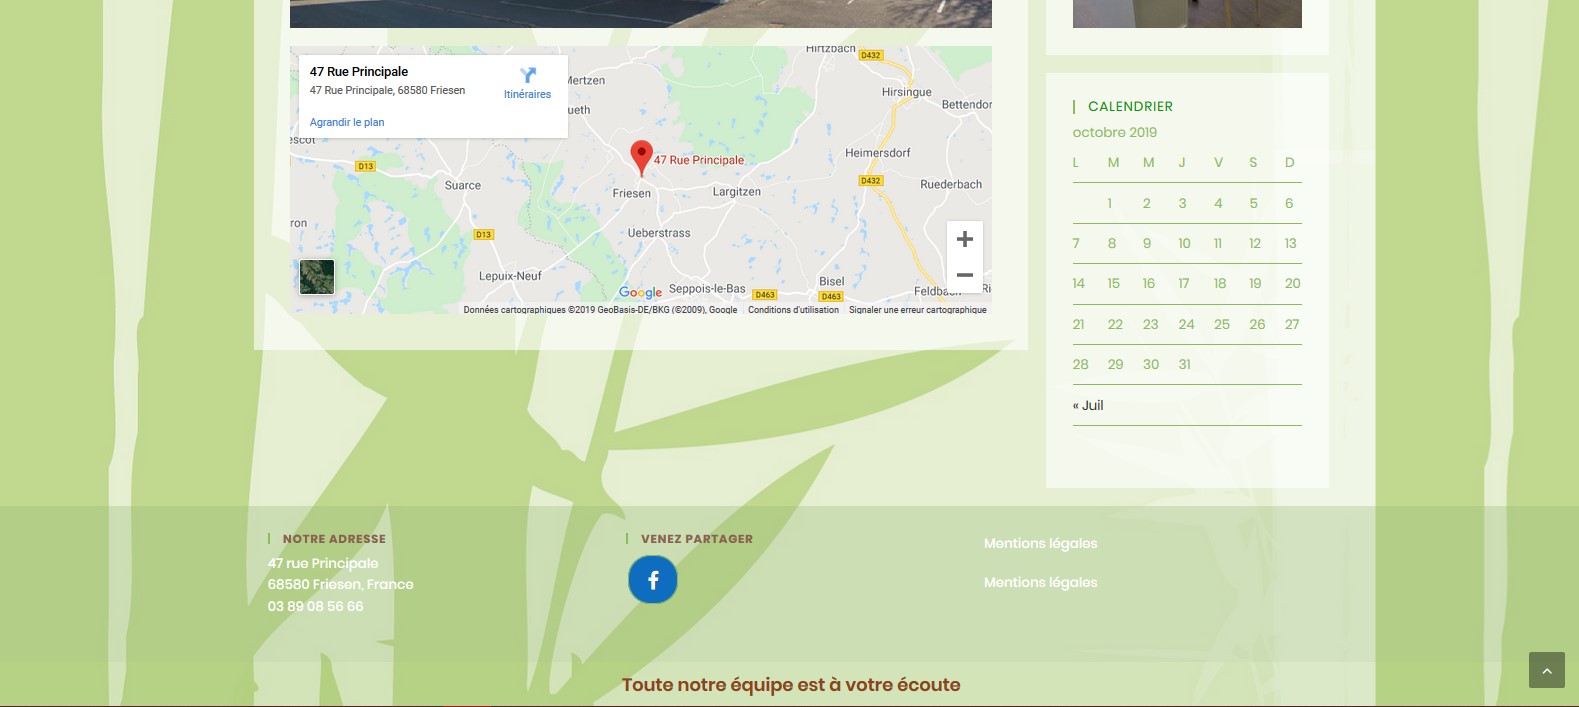 47 Rue Principale
47 Rue Principale, 68580 Friesen
Itinéraires
Agrandir le plan
Hirtzbach
D432
Mertzen
Hirsingue
Bettendor
ueth
escot
D13
47 Rue Principale
Heimersdorf
Suarce
Friesen
Largitzen
D432
Ruederbach
ron
D13
Ueberstrass
Lepuix-Neuf
Seppois-le-Bas
D463
Bisel
D463
Feldbach
Ri
Google
Données cartographiques ©2019 GeoBasis-DE/BKG (©2009), Google
Conditions d'utilisation
Signaler une erreur cartographique
CALENDRIER
octobre 2019
L M M J V S D
1 2 3 4 5 6
7 8 9 10 11 12 13
14 15 16 17 18 19 20
21 22 23 24 25 26 27
28 29 30 31
« Juil
NOTRE ADRESSE
47 rue Principale
68580 Friesen, France
03 89 08 56 66
VENEZ PARTAGER
Mentions légales
Mentions légales
Toute notre équipe est à votre écoute